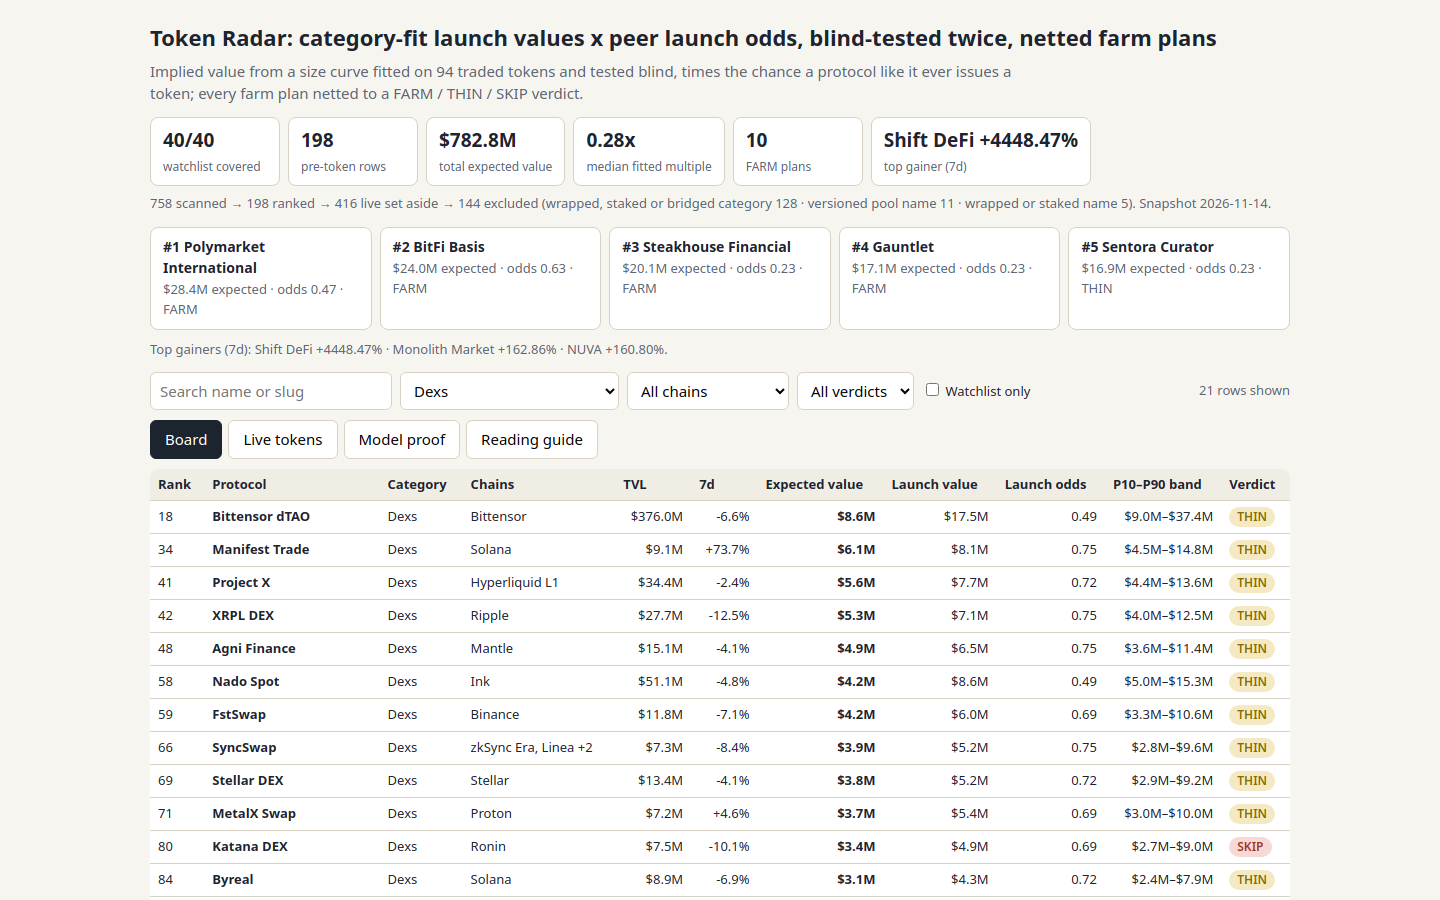 Token Radar: category-fit launch values x peer launch odds, blind-tested twice, netted farm plans
Implied value from a size curve fitted on 94 traded tokens and tested blind, times the chance a protocol like it ever issues a
token; every farm plan netted to a FARM / THIN / SKIP verdict.
40/40
watchlist covered
198
pre-token rows
$782.8M
total expected value
0.28x
median fitted multiple
10
FARM plans
Shift DeFi +4448.47%
top gainer (7d)
758 scanned → 198 ranked → 416 live set aside → 144 excluded (wrapped, staked or bridged category 128 · versioned pool name 11 · wrapped or staked name 5). Snapshot 2026-11-14.
#1 Polymarket
International
$28.4M expected · odds 0.47 ·
FARM
#2 BitFi Basis
$24.0M expected · odds 0.63 ·
FARM
#3 Steakhouse Financial
$20.1M expected · odds 0.23 ·
FARM
#4 Gauntlet
$17.1M expected · odds 0.23 ·
FARM
#5 Sentora Curator
$16.9M expected · odds 0.23 ·
THIN
Top gainers (7d): Shift DeFi +4448.47% · Monolith Market +162.86% · NUVA +160.80%.
Search name or slug Dexs All chains All verdicts Watchlist only 21 rows shown
Board Live tokens Model proof Reading guide
Rank Protocol Category Chains TVL 7d Expected value Launch value Launch odds P10–P90 band Verdict
18 Bittensor dTAO Dexs Bittensor $376.0M -6.6% $8.6M $17.5M 0.49 $9.0M–$37.4M THIN
34 Manifest Trade Dexs Solana $9.1M +73.7% $6.1M $8.1M 0.75 $4.5M–$14.8M THIN
41 Project X Dexs Hyperliquid L1 $34.4M -2.4% $5.6M $7.7M 0.72 $4.4M–$13.6M THIN
42 XRPL DEX Dexs Ripple $27.7M -12.5% $5.3M $7.1M 0.75 $4.0M–$12.5M THIN
48 Agni Finance Dexs Mantle $15.1M -4.1% $4.9M $6.5M 0.75 $3.6M–$11.4M THIN
58 Nado Spot Dexs Ink $51.1M -4.8% $4.2M $8.6M 0.49 $5.0M–$15.3M THIN
59 FstSwap Dexs Binance $11.8M -7.1% $4.2M $6.0M 0.69 $3.3M–$10.6M THIN
66 SyncSwap Dexs zkSync Era, Linea +2 $7.3M -8.4% $3.9M $5.2M 0.75 $2.8M–$9.6M THIN
69 Stellar DEX Dexs Stellar $13.4M -4.1% $3.8M $5.2M 0.72 $2.9M–$9.2M THIN
71 MetalX Swap Dexs Proton $7.2M +4.6% $3.7M $5.4M 0.69 $3.0M–$10.0M THIN
80 Katana DEX Dexs Ronin $7.5M -10.1% $3.4M $4.9M 0.69 $2.7M–$9.0M SKIP
84 Byreal Dexs Solana $8.9M -6.9% $3.1M $4.3M 0.72 $2.4M–$7.9M THIN